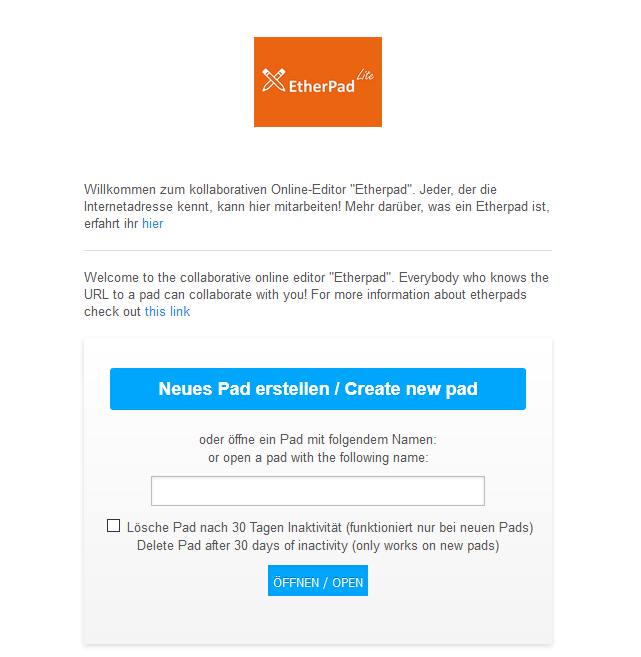 EtherPad Lite
Willkommen zum kollaborativen Online-Editor "Etherpad". Jeder, der die
Internetadresse kennt, kann hier mitarbeiten! Mehr darüber, was ein Etherpad ist,
erfahrt ihr hier
Welcome to the collaborative online editor "Etherpad". Everybody who knows the
URL to a pad can collaborate with you! For more information about etherpads
check out this link
Neues Pad erstellen / Create new pad
oder öffne ein Pad mit folgendem Namen:
or open a pad with the following name:
Lösche Pad nach 30 Tagen Inaktivität (funktioniert nur bei neuen Pads)
Delete Pad after 30 days of inactivity (only works on new pads)
ÖFFNEN / OPEN